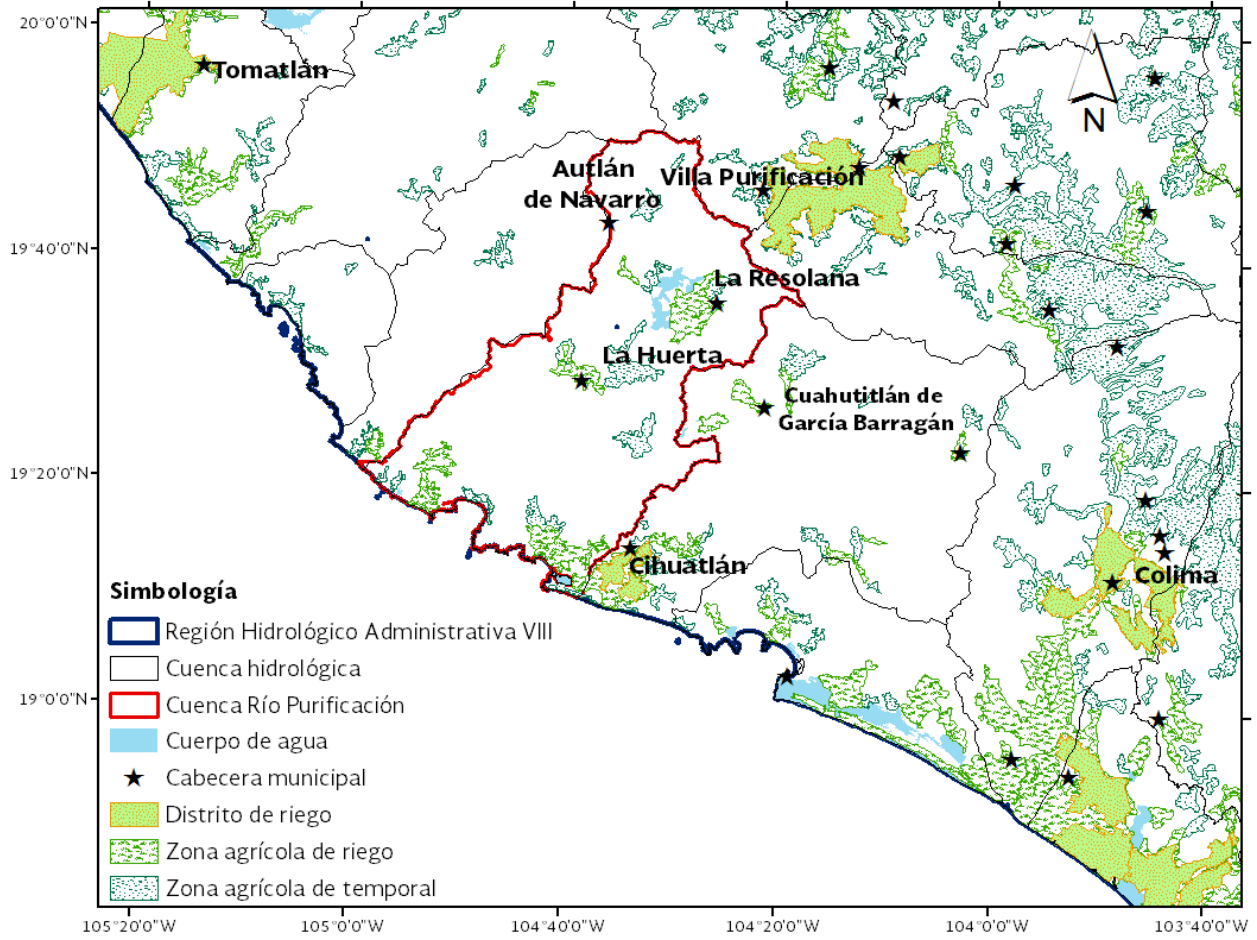 20°0'0"N
Tomatlán
N
Autlán
de Navarro
Villa Purificación
19°40'0"N
La Resolana
La Huerta
Cuahutitlán de
García Barragán
19°20'0"N
Cihuatlán
Colima
Simbología
Región Hidrológico Administrativa VIII
Cuenca hidrológica
Cuenca Río Purificación
19°0'0"N
Cuerpo de agua
Cabecera municipal
Distrito de riego
Zona agrícola de riego
Zona agrícola de temporal
105°20'0"W 105°0'0"W 104°40'0"W 104°20'0"W 104°0'0"W 103°40'0"W